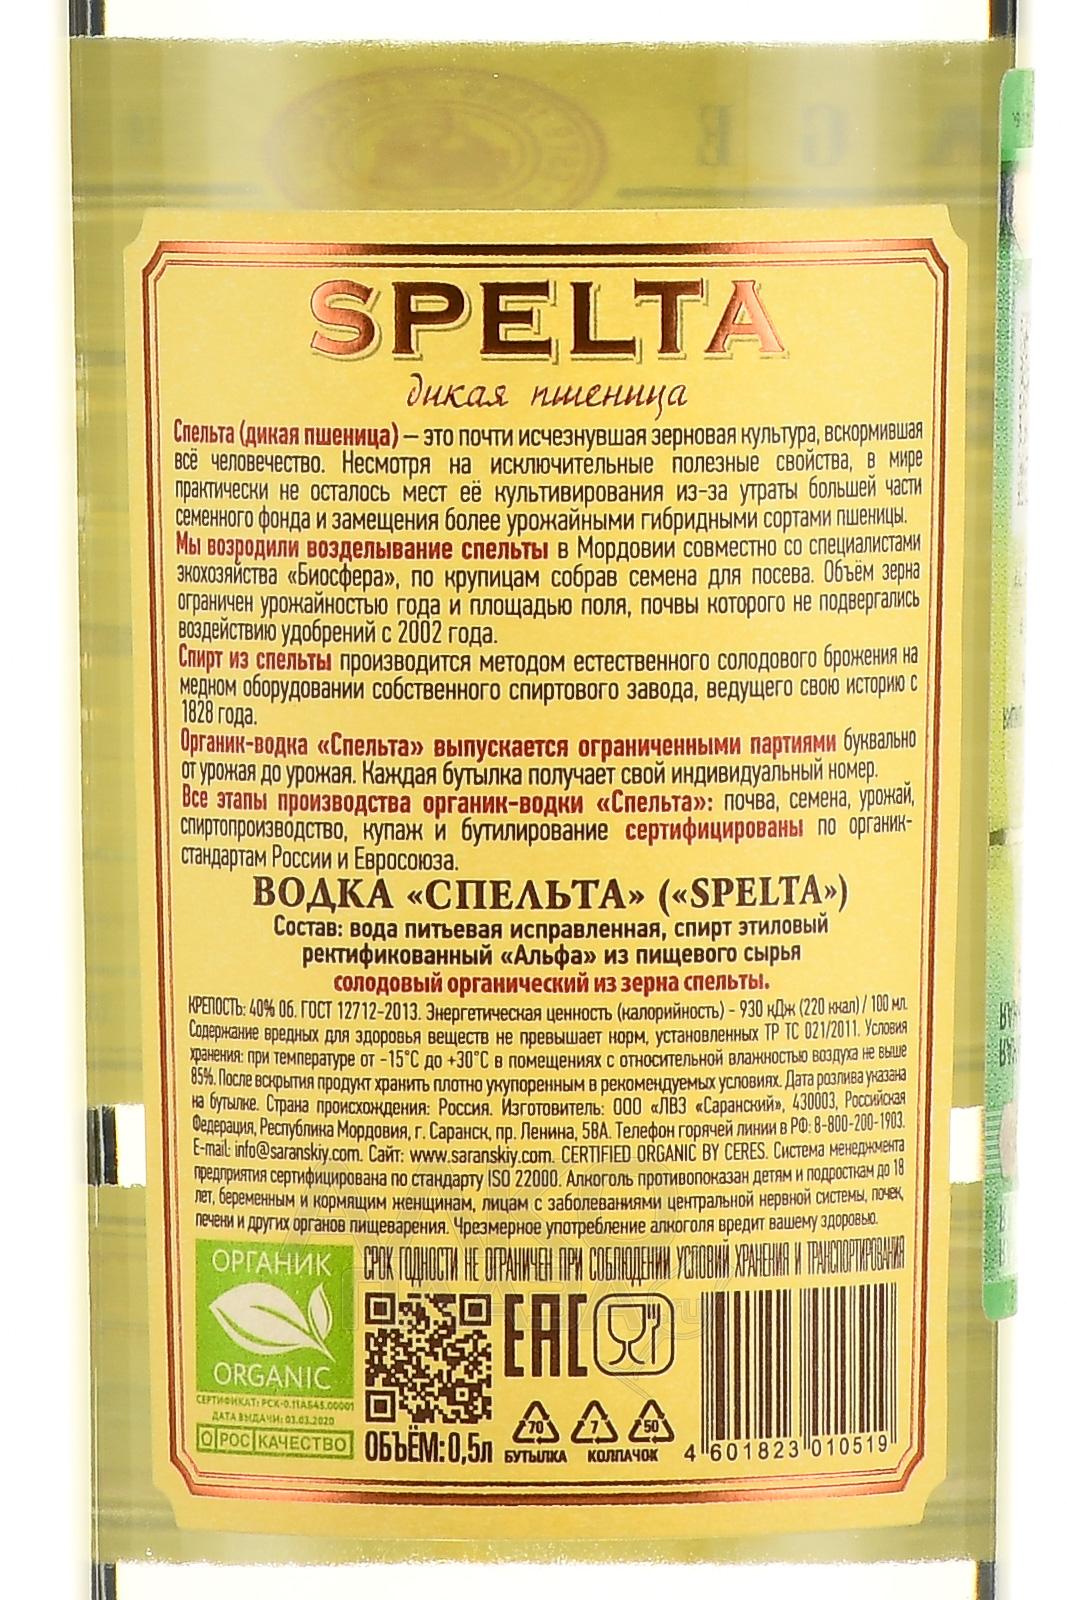 SPELTA
дикая пшеница
Спельта (дикая пшеница) – это почти исчезнувшая зерновая культура, вскормившая
всё человечество. Несмотря на исключительные полезные свойства, в мире
практически не осталось мест её культивирования из-за утраты большей части
семенного фонда и замещения более урожайными гибридными сортами пшеницы.
Мы возродили возделывание спельты в Мордовии совместно со специалистами
экохозяйства «Биосфера», по крупицам собрав семена для посева. Объём зерна
ограничен урожайностью года и площадью поля, почвы которого не подвергались
воздействию удобрений с 2002 года.
Спирт из спельты производится методом естественного солодового брожения на
медном оборудовании собственного спиртового завода, ведущего свою историю с
1828 года.
Органик-водка «Спельта» выпускается ограниченными партиями буквально
от урожая до урожая. Каждая бутылка получает свой индивидуальный номер.
Все этапы производства органик-водки «Спельта»: почва, семена, урожай,
спиртопроизводство, купаж и бутилирование сертифицированы по органик-
стандартам России и Евросоюза.
ВОДКА «СПЕЛЬТА» («SPELTA»)
Состав: вода питьевая исправленная, спирт этиловый
ректификованный «Альфа» из пищевого сырья
солодовый органический из зерна спельты.
КРЕПОСТЬ: 40% об. ГОСТ 12712-2013. Энергетическая ценность (калорийность) - 930 кДж (220 ккал) / 100 мл.
Содержание вредных для здоровья веществ не превышает норм, установленных ТР ТС 021/2011. Условия
хранения: при температуре от -15°С до +30°С в помещениях с относительной влажностью воздуха не выше
85%. После вскрытия продукт хранить плотно укупоренным в рекомендуемых условиях. Дата розлива указана
на бутылке. Страна происхождения: Россия. Изготовитель: ООО «ЛВЗ «Саранский», 430003, Российская
Федерация, Республика Мордовия, г. Саранск, пр. Ленина, 58А. Телефон горячей линии в РФ: 8-800-200-1903.
E-mail: info@saranskiy.com. Сайт: www.saranskiy.com. CERTIFIED ORGANIC BY CERES. Система менеджмента
предприятия сертифицирована по стандарту ISO 22000. Алкоголь противопоказан детям и подросткам до 18
лет, беременным и кормящим женщинам, лицам с заболеваниями центральной нервной системы, почек,
печени и других органов пищеварения. Чрезмерное употребление алкоголя вредит вашему здоровью.
СРОК ГОДНОСТИ НЕ ОГРАНИЧЕН ПРИ СОБЛЮДЕНИИ УСЛОВИЙ ХРАНЕНИЯ И ТРАНСПОРТИРОВАНИЯ
ОРГАНИК
ORGANIC
СЕРТИФИКАТ: РСК-0.11АБ45.00001
ДАТА ВЫДАЧИ: 03.03.2020
РОСКАЧЕСТВО
ОБЪЁМ: 0,5л
EAC
70 7 50
БУТЫЛКА КОЛПАЧОК
4 601823 010519